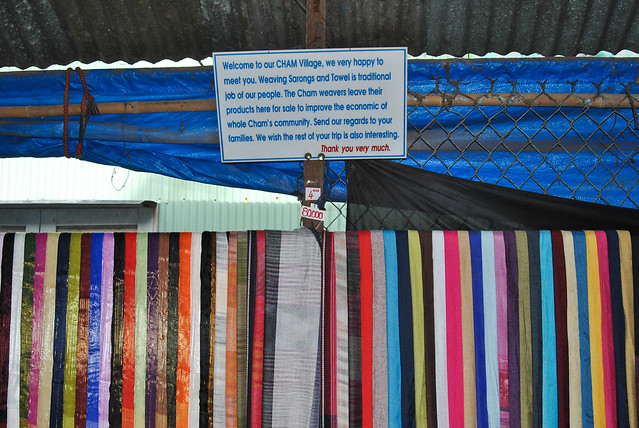 Welcome to our CHAM Village, we very happy to
meet you. Weaving Sarongs and Towel is traditional
job of our people. The Cham weavers leave their
products here for sale to improve the economic of
whole Cham's community. Send our regards to your
families. We wish the rest of your trip is also interesting.
Thank you very much.
4
80,000